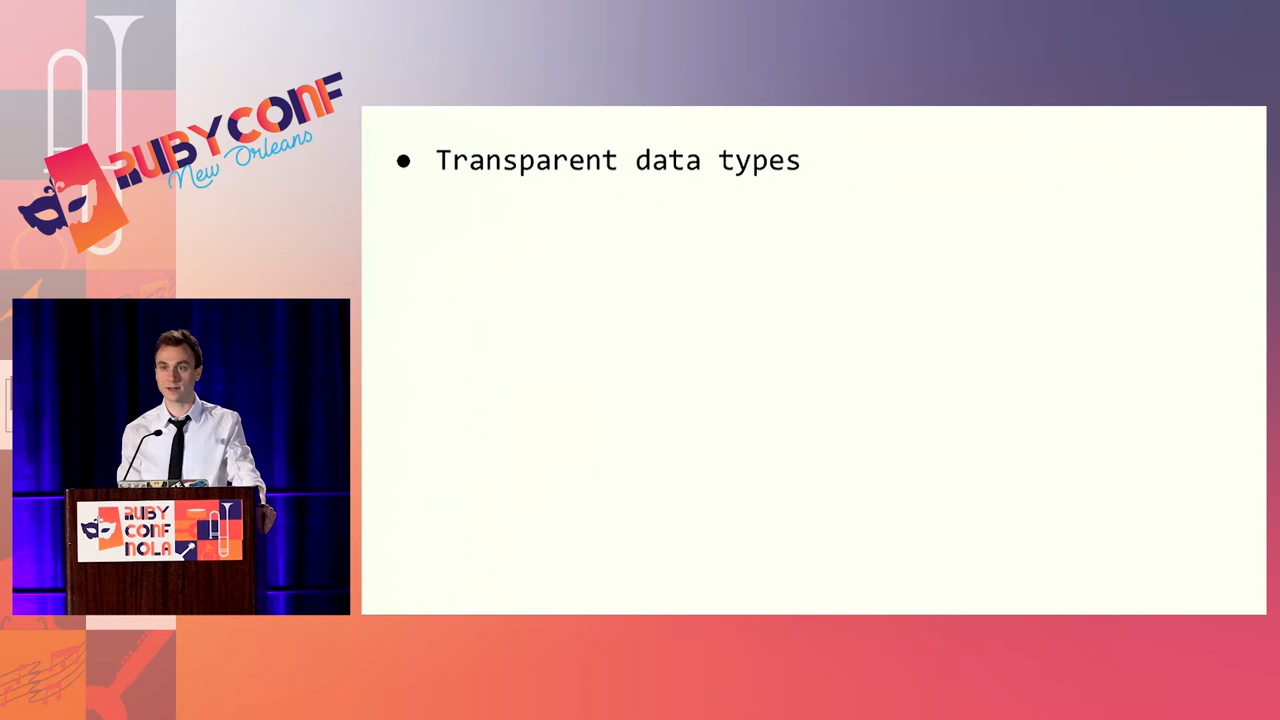 RUBYCONF
New Orleans
● Transparent data types
RUBY
CONF
NOLA